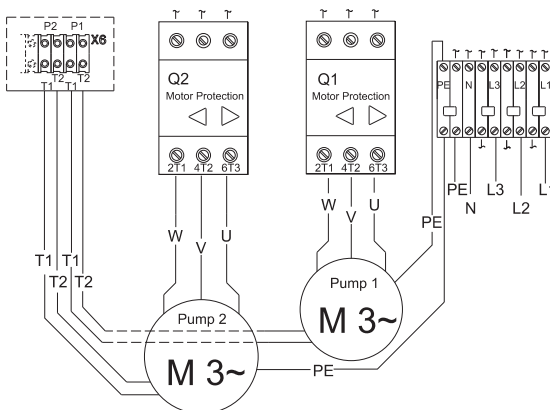 P2 P1
X6
T2 T2
T1 T1
Q2
Motor Protection
2T1 4T2 6T3
Q1
Motor Protection
2T1 4T2 6T3
PE N L3 L2 L1
PE L3 L1
N L2
W V U
W V U
PE
T1 T1
T2 T2
Pump 1
M 3~
Pump 2
M 3~
PE